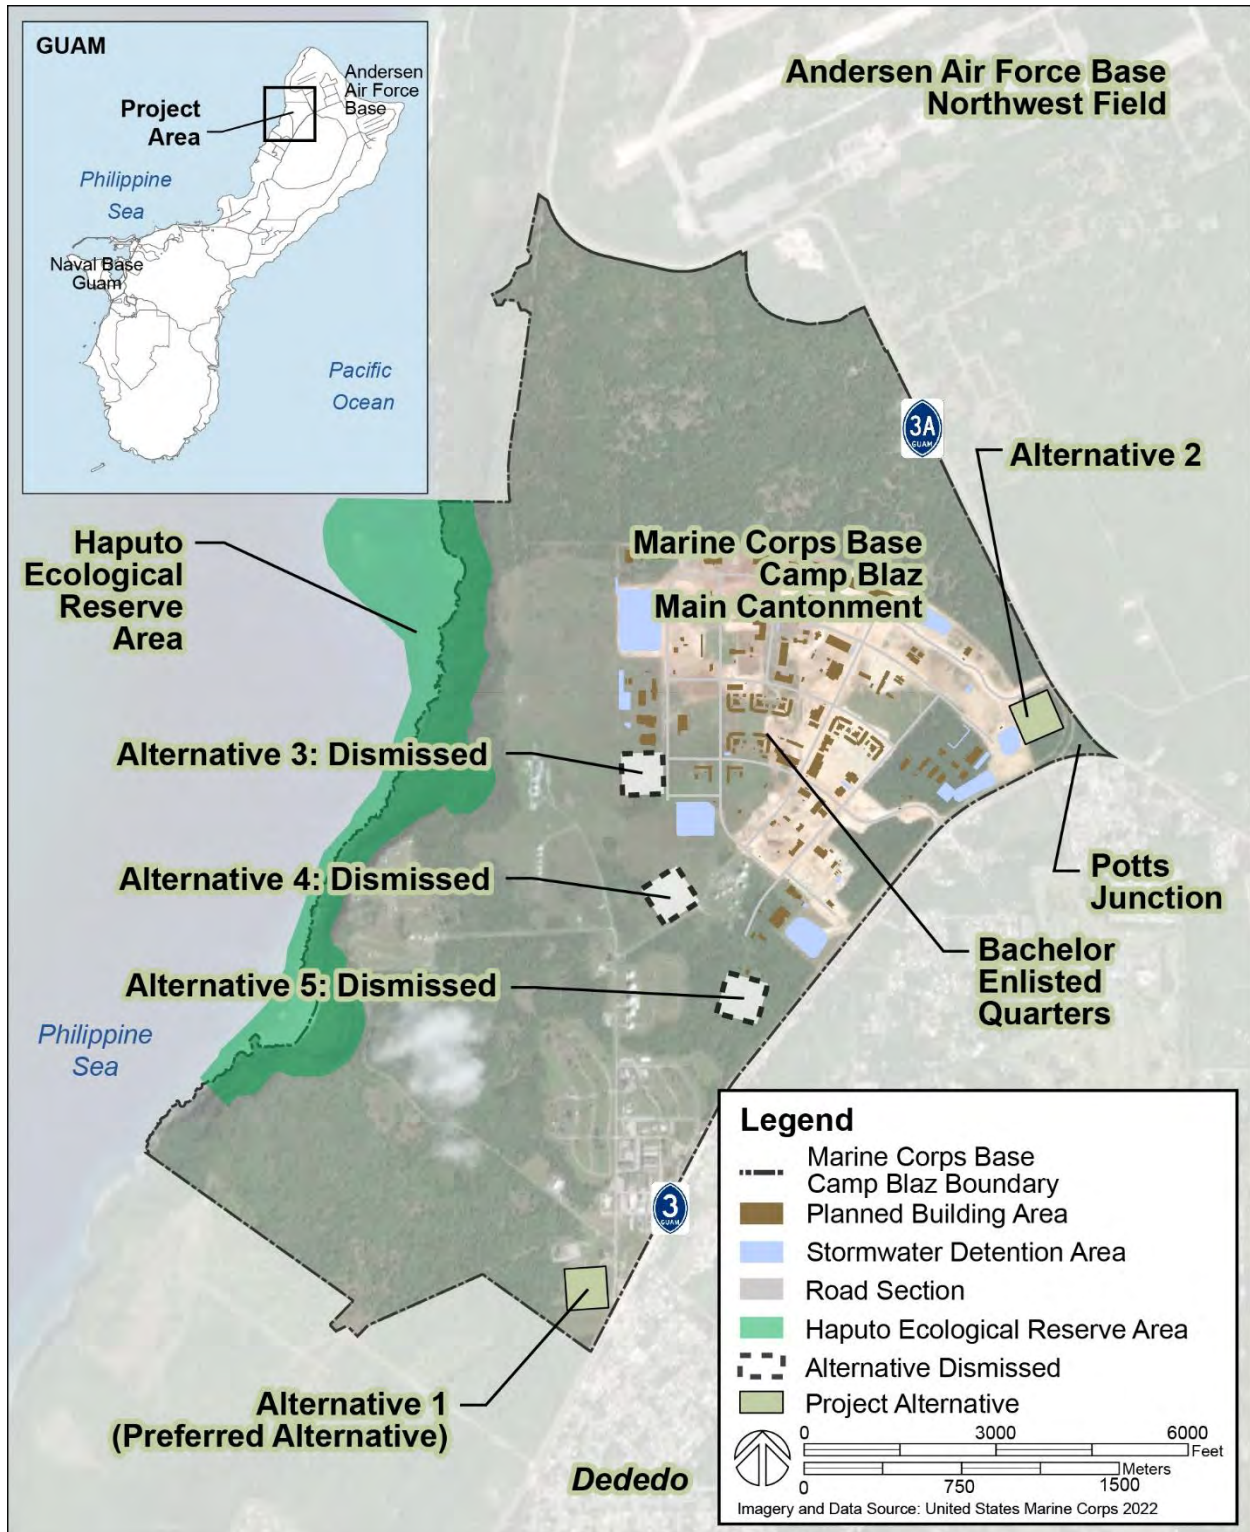 GUAM
Andersen
Air Force
Base
Project
Area
Philippine
Sea
Naval Base
Guam
Pacific
Ocean
Andersen Air Force Base
Northwest Field
3A
GUAM
Alternative 2
Haputo
Ecological
Reserve
Area
Marine Corps Base
Camp Blaz
Main Cantonment
Alternative 3: Dismissed
Alternative 4: Dismissed
Potts
Junction
Bachelor
Enlisted
Quarters
Alternative 5: Dismissed
Philippine
Sea
3
GUAM
Alternative 1
(Preferred Alternative)
Dededo
Legend
Marine Corps Base
Camp Blaz Boundary
Planned Building Area
Stormwater Detention Area
Road Section
Haputo Ecological Reserve Area
Alternative Dismissed
Project Alternative
0 3000 6000
Feet
Meters
0 750 1500
Imagery and Data Source: United States Marine Corps 2022